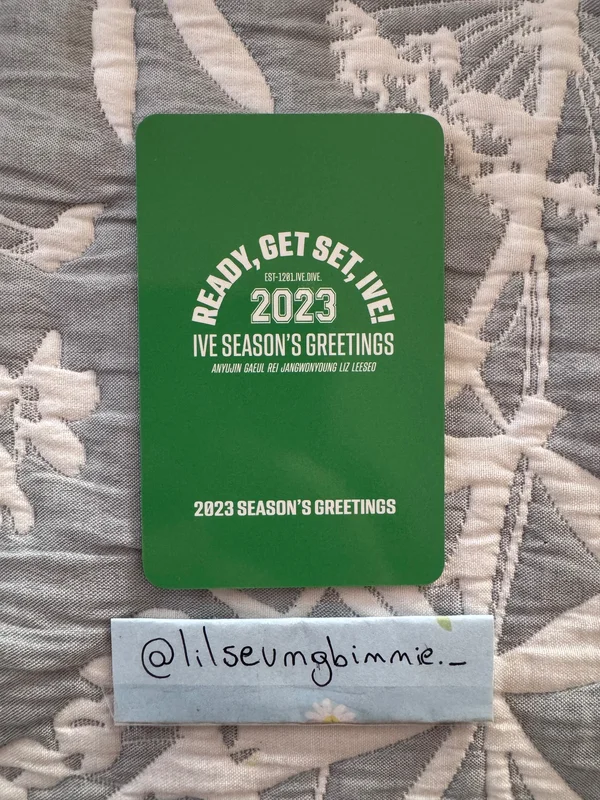 READY, GET SET, IVE!
EST-1201.IVE.DIVE.
2023
IVE SEASON'S GREETINGS
ANYUJIN GAEUL REI JANGWONYOUNG LIZ LEESEO
2023 SEASON'S GREETINGS
@lilseungbinnie._